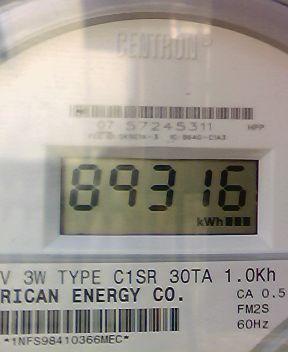 CENTRON®
07 57245311 HPP
89316
kWh
V 3W TYPE C1SR 30TA 1.0Kh
RICAN ENERGY CO. CA 0.5
FM2S
60Hz
*1NFS98410366MEC*